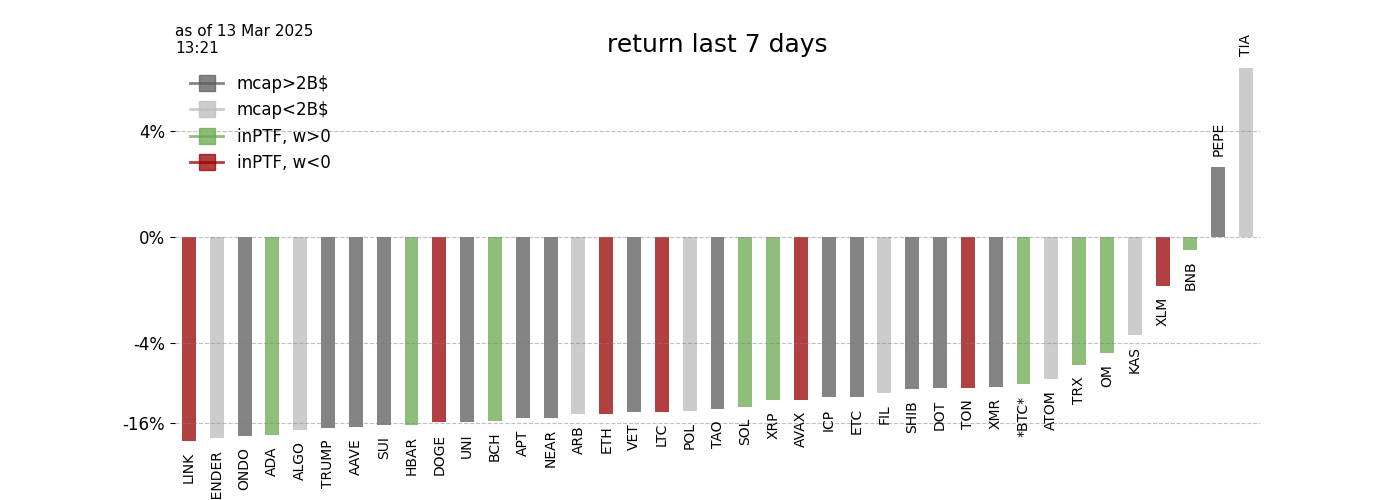 as of 13 Mar 2025
13:21
return last 7 days
mcap>2B$
mcap<2B$
inPTF, w>0
inPTF, w<0
4%
0%
-4%
-16%
LINK
ENDER
ONDO
ADA
ALGO
TRUMP
AAVE
SUI
HBAR
DOGE
UNI
BCH
APT
NEAR
ARB
ETH
VET
LTC
POL
TAO
SOL
XRP
AVAX
ICP
ETC
FIL
SHIB
DOT
TON
XMR
*BTC*
ATOM
TRX
OM
KAS
XLM
BNB
PEPE
TIA